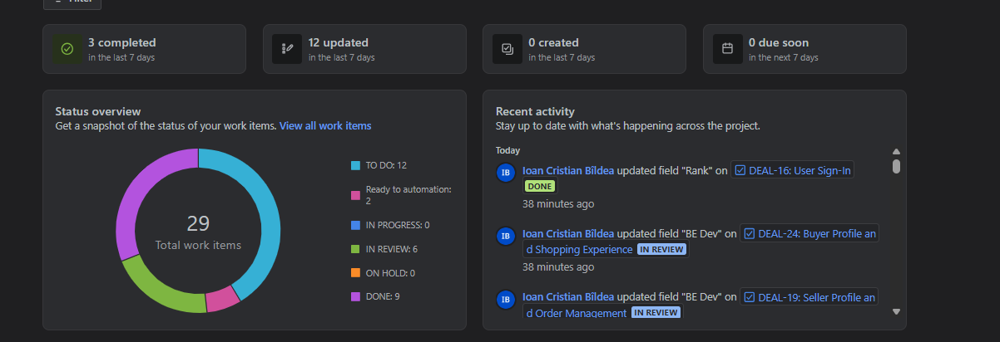 Filter
3 completed
in the last 7 days
12 updated
in the last 7 days
0 created
in the last 7 days
0 due soon
in the next 7 days
Status overview
Get a snapshot of the status of your work items. View all work items
29
Total work items
TO DO: 12
Ready to automation:
2
IN PROGRESS: 0
IN REVIEW: 6
ON HOLD: 0
DONE: 9
Recent activity
Stay up to date with what's happening across the project.
Today
IB
Ioan Cristian Bîldea updated field "Rank" on DEAL-16: User Sign-In
DONE
38 minutes ago
IB
Ioan Cristian Bîldea updated field "BE Dev" on DEAL-24: Buyer Profile an
d Shopping Experience IN REVIEW
38 minutes ago
IB
Ioan Cristian Bîldea updated field "BE Dev" on DEAL-19: Seller Profile an
d Order Management IN REVIEW